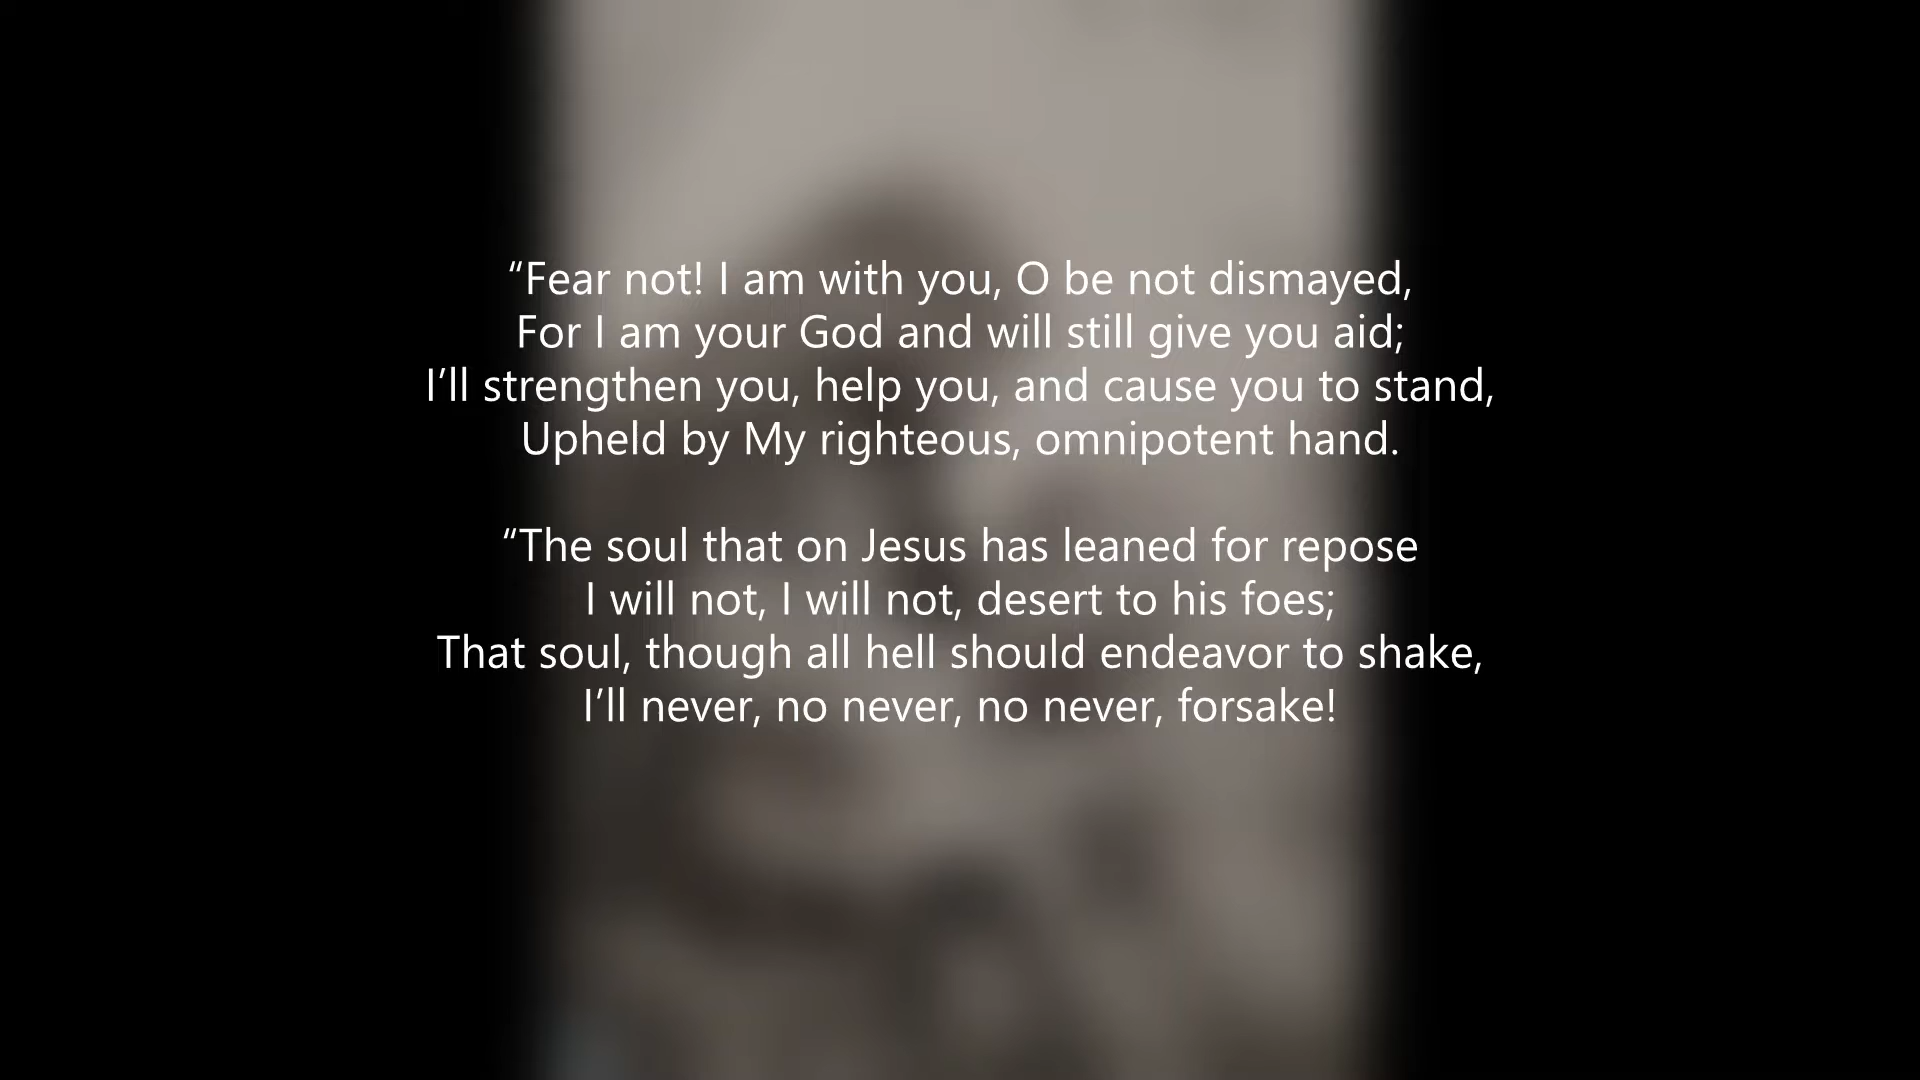 “Fear not! I am with you, O be not dismayed,
For I am your God and will still give you aid;
I’ll strengthen you, help you, and cause you to stand,
Upheld by My righteous, omnipotent hand.
“The soul that on Jesus has leaned for repose
I will not, I will not, desert to his foes;
That soul, though all hell should endeavor to shake,
I’ll never, no never, no never, forsake!